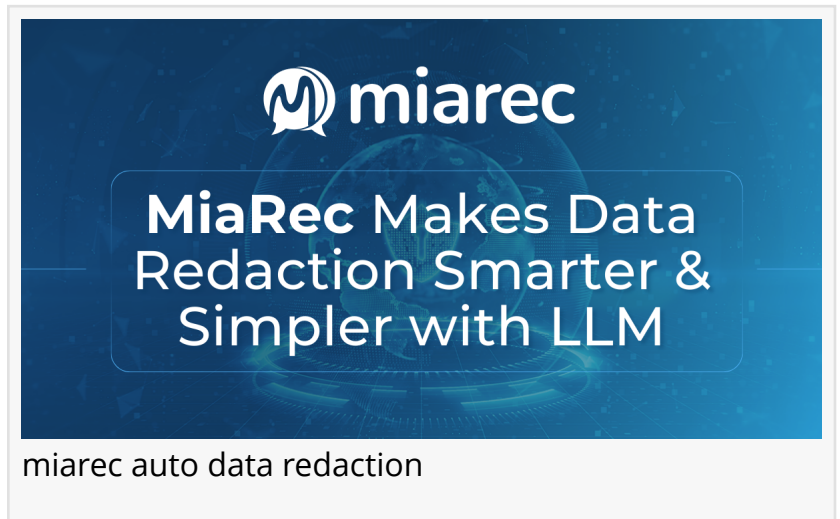 miarec
MiaRec Makes Data
Redaction Smarter &
Simpler with LLM
miarec auto data redaction